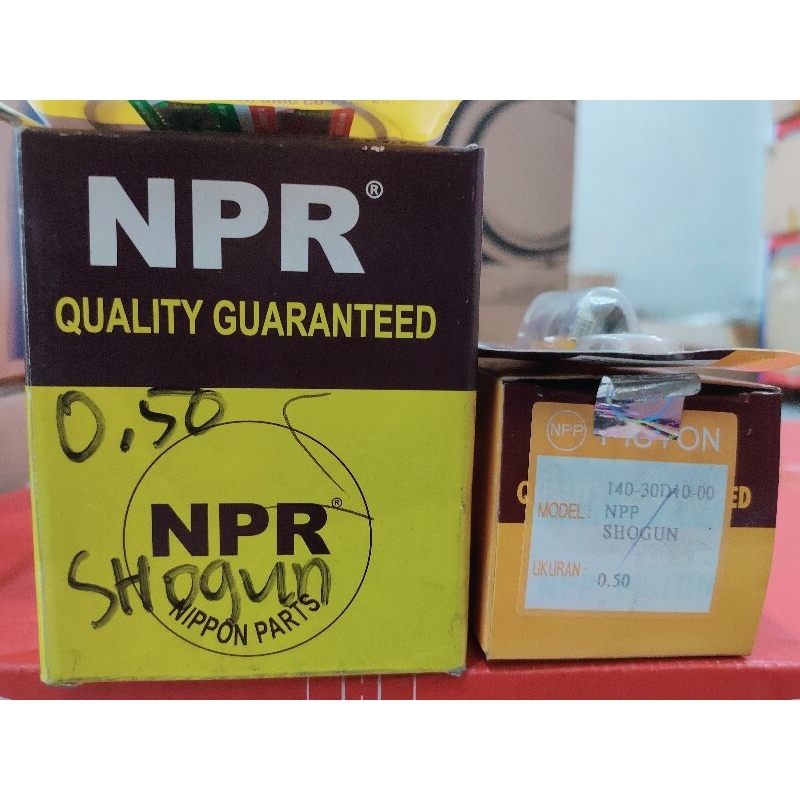 NPR®
QUALITY GUARANTEED
0.50
NPR®
SHOGUN
NIPPON PARTS
NPP PISTON
140-30D10-00
MODEL: NPP
SHOGUN
UKURAN: 0.50